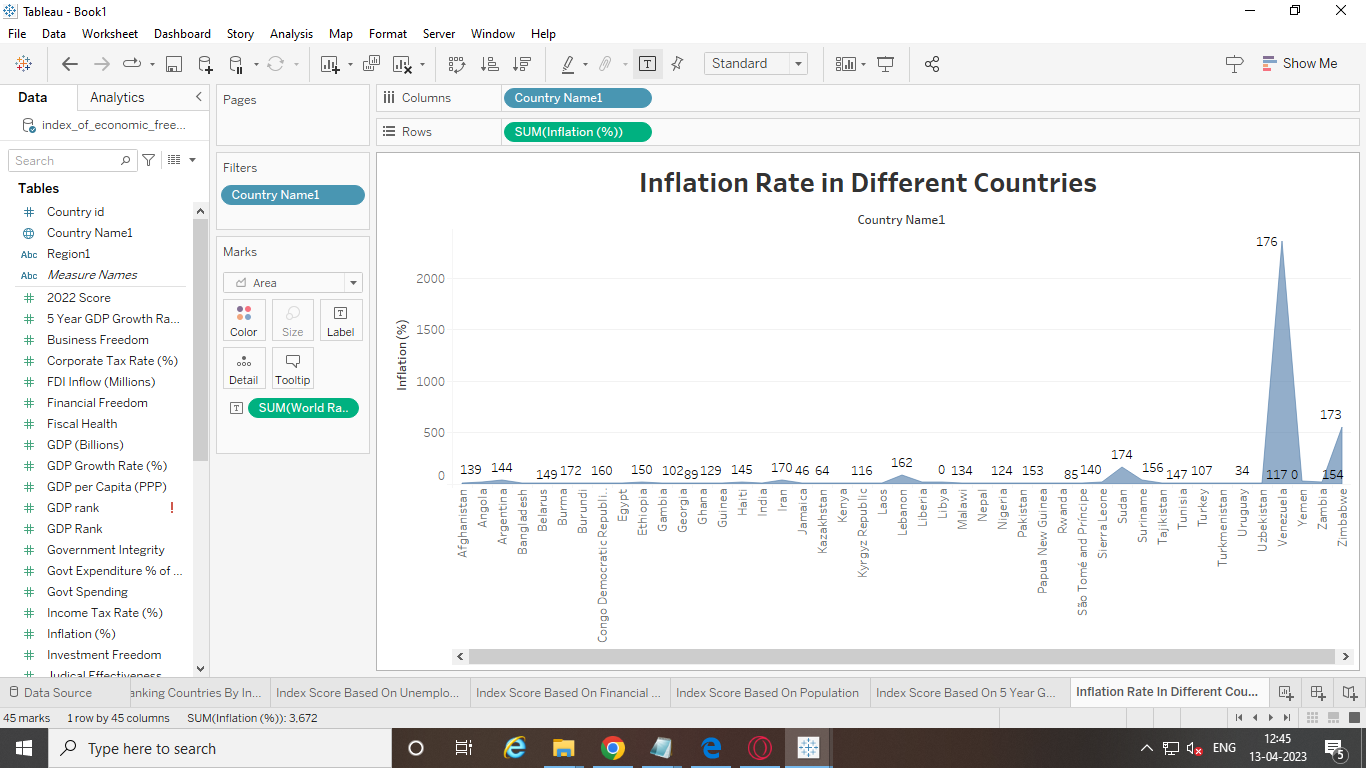 Tableau - Book1
File Data Worksheet Dashboard Story Analysis Map Format Server Window Help
Standard
Show Me
Data Analytics
index_of_economic_free...
Search
Tables
Country id
Country Name1
Abc Region1
Abc Measure Names
2022 Score
5 Year GDP Growth Ra...
Business Freedom
Corporate Tax Rate (%)
FDI Inflow (Millions)
Financial Freedom
Fiscal Health
GDP (Billions)
GDP Growth Rate (%)
GDP per Capita (PPP)
GDP rank !
GDP Rank
Government Integrity
Govt Expenditure % of ...
Govt Spending
Income Tax Rate (%)
Inflation (%)
Investment Freedom
Judical Effectiveness
Pages
Filters
Country Name1
Marks
Area
Color Size Label
Detail Tooltip
SUM(World Ra..
Columns Country Name1
Rows SUM(Inflation (%))
Inflation Rate in Different Countries
Country Name1
Inflation (%)
2000
1500
1000
500
0
139 144 149 172 160 150 102 89 129 145 170 46 64 116 162 0 134 124 153 85 140 174 156 147 107 34 176 117 0 173 154
Afghanistan
Angola
Argentina
Bangladesh
Belarus
Burma
Burundi
Congo Democratic Republi..
Egypt
Ethiopia
Gambia
Georgia
Ghana
Guinea
Haiti
India
Iran
Jamaica
Kazakhstan
Kenya
Kyrgyz Republic
Laos
Lebanon
Liberia
Libya
Malawi
Nepal
Nigeria
Pakistan
Papua New Guinea
Rwanda
São Tomé and Príncipe
Sierra Leone
Sudan
Suriname
Tajikistan
Tunisia
Turkey
Turkmenistan
Uruguay
Uzbekistan
Venezuela
Yemen
Zambia
Zimbabwe
Data Source anking Countries By In... Index Score Based On Unemplo... Index Score Based On Financial ... Index Score Based On Population Index Score Based On 5 Year G... Inflation Rate In Different Cou...
45 marks 1 row by 45 columns SUM(Inflation (%)): 3,672
Type here to search
ENG
12:45
13-04-2023
5